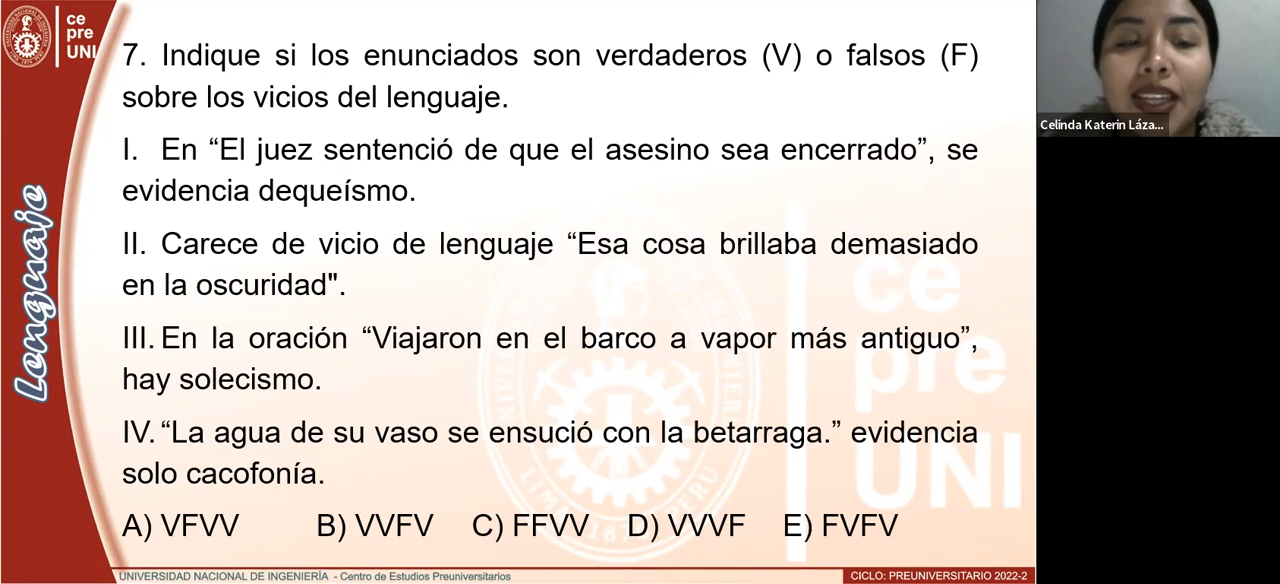 ce
pre
UNI
7. Indique si los enunciados son verdaderos (V) o falsos (F)
sobre los vicios del lenguaje.
I. En “El juez sentenció de que el asesino sea encerrado”, se
evidencia dequeísmo.
II. Carece de vicio de lenguaje “Esa cosa brillaba demasiado
en la oscuridad".
III. En la oración “Viajaron en el barco a vapor más antiguo”,
hay solecismo.
IV. “La agua de su vaso se ensució con la betarraga.” evidencia
solo cacofonía.
A) VFVV B) VVFV C) FFVV D) VVVF E) FVFV
Lenguaje
ce
pre
UNI
UNIVERSIDAD NACIONAL DE INGENIERÍA - Centro de Estudios Preuniversitarios
CICLO: PREUNIVERSITARIO 2022-2
Celinda Katerin Láza...